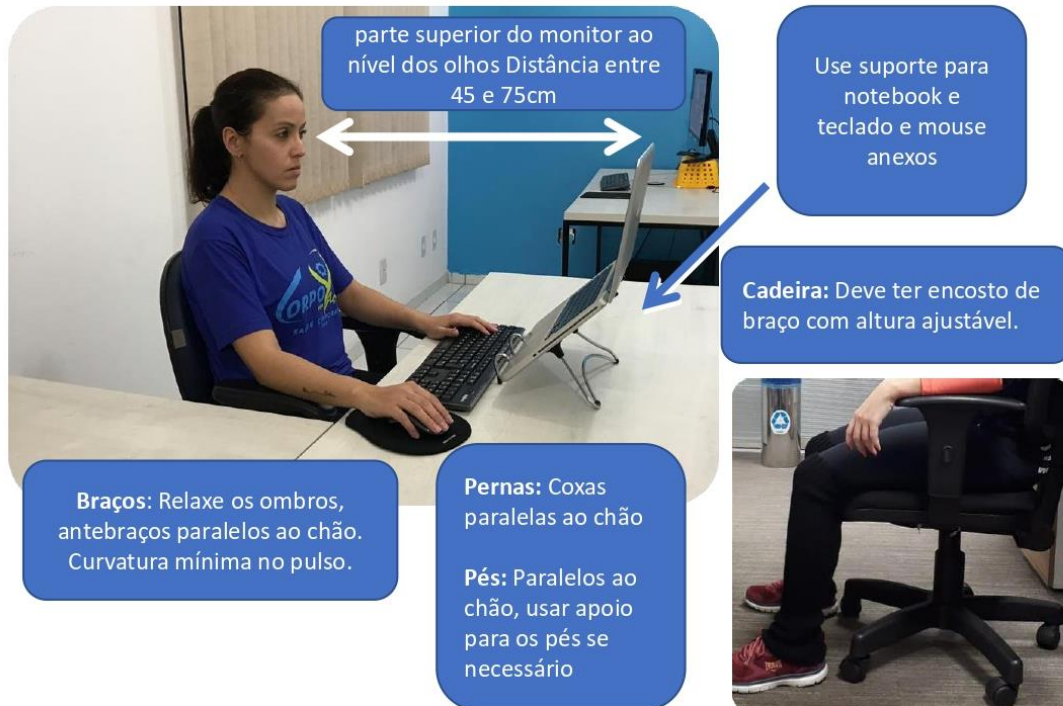 parte superior do monitor ao
nível dos olhos Distância entre
45 e 75cm
Use suporte para
notebook e
teclado e mouse
anexos
Cadeira: Deve ter encosto de
braço com altura ajustável.
Braços: Relaxe os ombros,
antebraços paralelos ao chão.
Curvatura mínima no pulso.
Pernas: Coxas
paralelas ao chão
Pés: Paralelos ao
chão, usar apoio
para os pés se
necessário